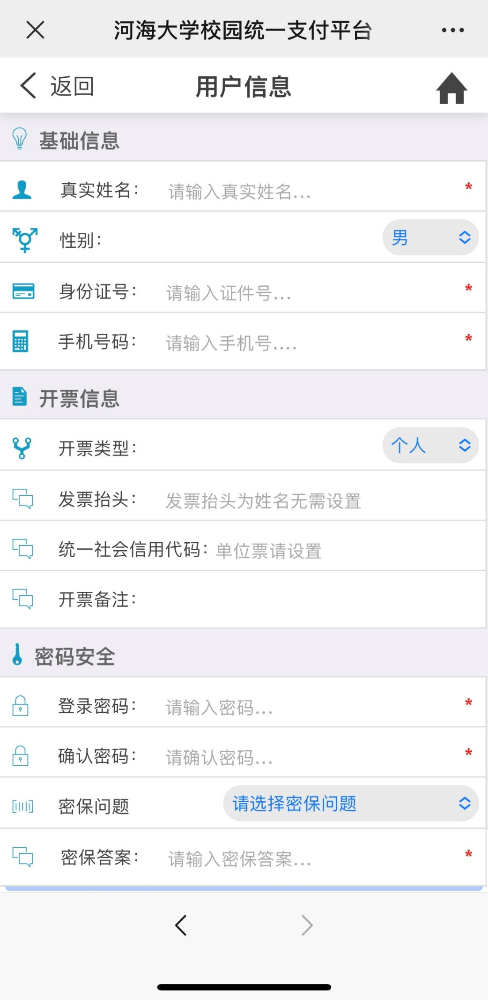 河海大学校园统一支付平台
返回 用户信息
基础信息
真实姓名： 请输入真实姓名... *
性别： 男
身份证号： 请输入证件号... *
手机号码： 请输入手机号.... *
开票信息
开票类型： 个人
发票抬头： 发票抬头为姓名无需设置
统一社会信用代码： 单位票请设置
开票备注：
密码安全
登录密码： 请输入密码... *
确认密码： 请确认密码... *
密保问题 请选择密保问题
密保答案： 请输入密保答案... *